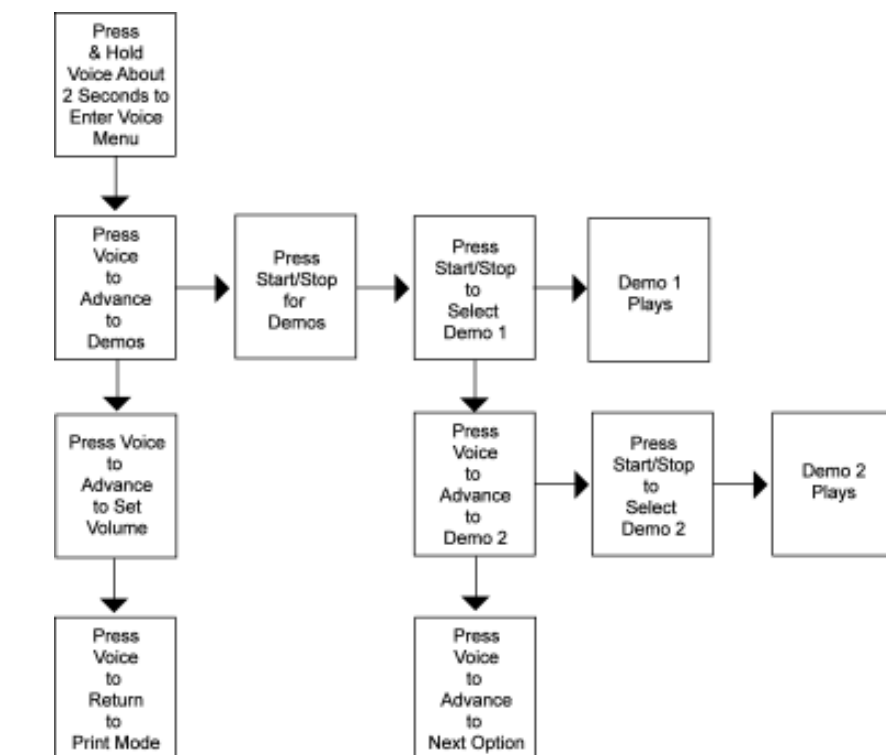 Press
& Hold
Voice About
2 Seconds to
Enter Voice
Menu
Press
Voice
to
Advance
to
Demos
Press
Start/Stop
for
Demos
Press
Start/Stop
to
Select
Demo 1
Demo 1
Plays
Press Voice
to
Advance
to Set
Volume
Press
Voice
to
Advance
to
Demo 2
Press
Start/Stop
to
Select
Demo 2
Demo 2
Plays
Press
Voice
to
Return
to
Print Mode
Press
Voice
to
Advance
to
Next Option